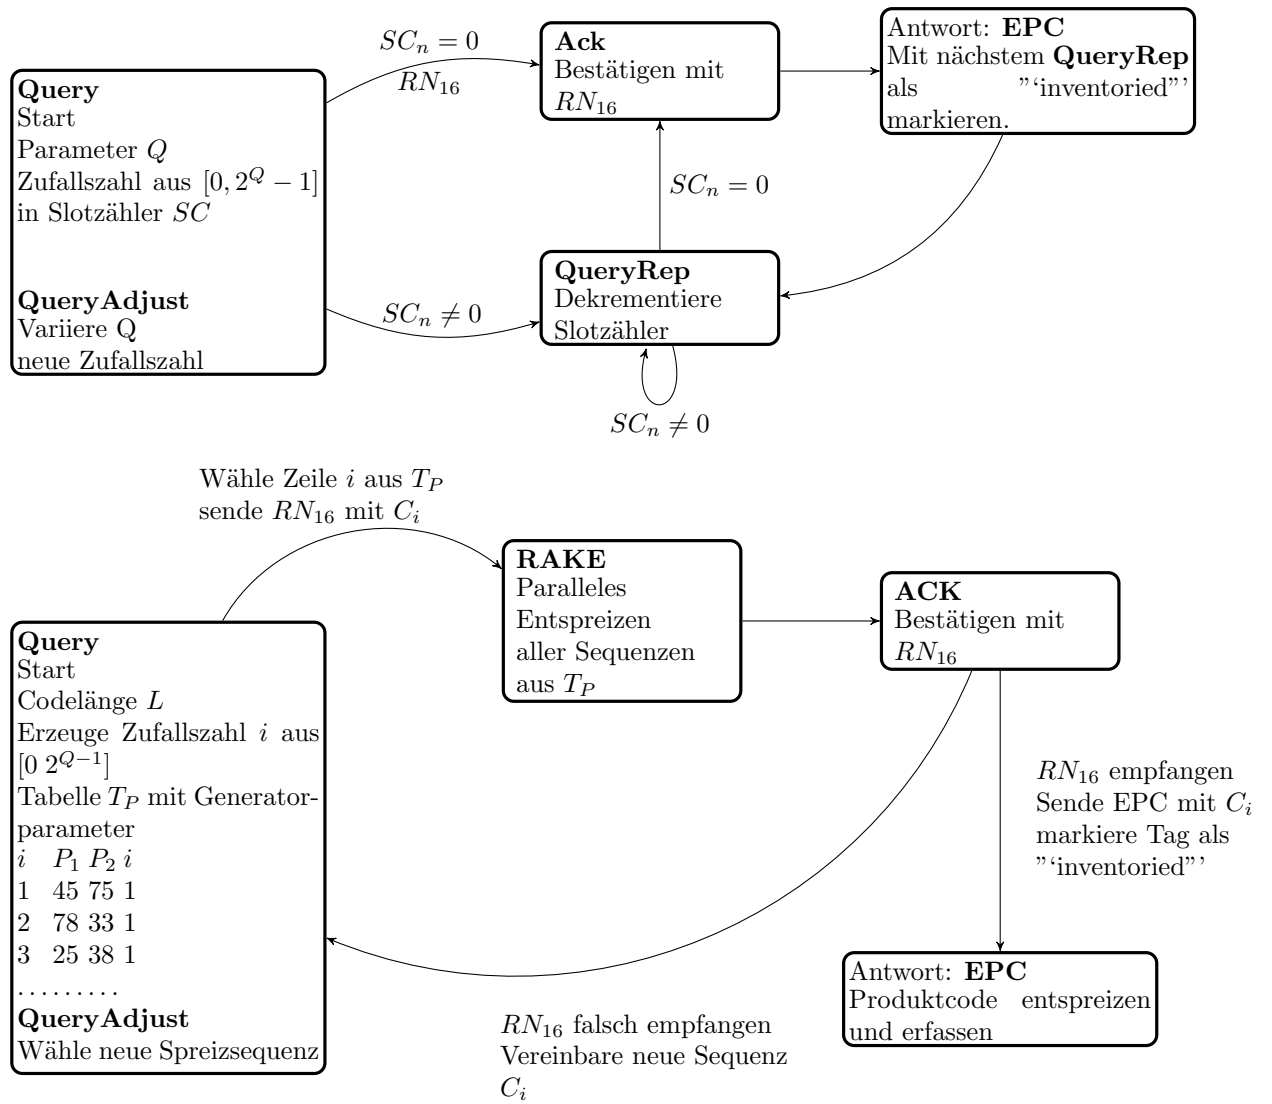 Query
Start
Parameter Q
Zufallszahl aus [0, 2^Q − 1]
in Slotzähler SC
QueryAdjust
Variiere Q
neue Zufallszahl
SC_n = 0
RN_16
Ack
Bestätigen mit
RN_16
Antwort: EPC
Mit nächstem QueryRep
als "‘inventoried"’
markieren.
SC_n = 0
SC_n ≠ 0
QueryRep
Dekrementiere
Slotzähler
SC_n ≠ 0
Wähle Zeile i aus T_P
sende RN_16 mit C_i
RAKE
Paralleles
Entspreizen
aller Sequenzen
aus T_P
ACK
Bestätigen mit
RN_16
Query
Start
Codelänge L
Erzeuge Zufallszahl i aus
[0 2^{Q−1}]
Tabelle T_P mit Generator-
parameter
i P_1 P_2 i
1 45 75 1
2 78 33 1
3 25 38 1
.........
QueryAdjust
Wähle neue Spreizsequenz
RN_16 empfangen
Sende EPC mit C_i
markiere Tag als
"‘inventoried"’
Antwort: EPC
Produktcode entspreizen
und erfassen
RN_16 falsch empfangen
Vereinbare neue Sequenz
C_i